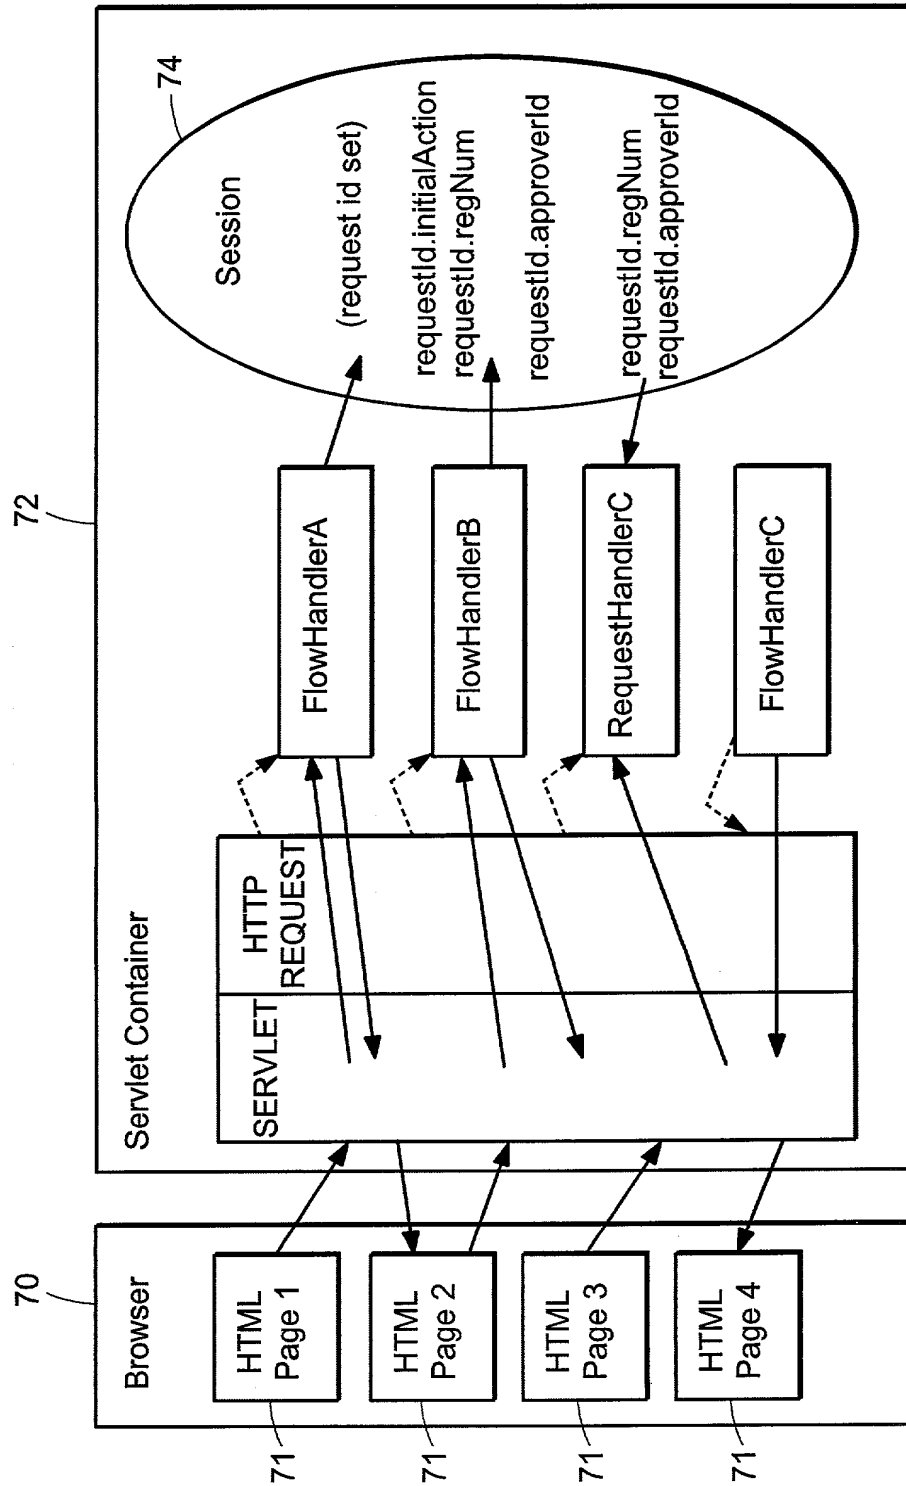 70
Browser
HTML
Page 1
71
HTML
Page 2
71
HTML
Page 3
71
HTML
Page 4
71
72
Servlet Container
SERVLET
HTTP
REQUEST
FlowHandlerA
FlowHandlerB
RequestHandlerC
FlowHandlerC
74
Session
(request id set)
requestId.initialAction
requestId.regNum
requestId.approverId
requestId.regNum
requestId.approverId